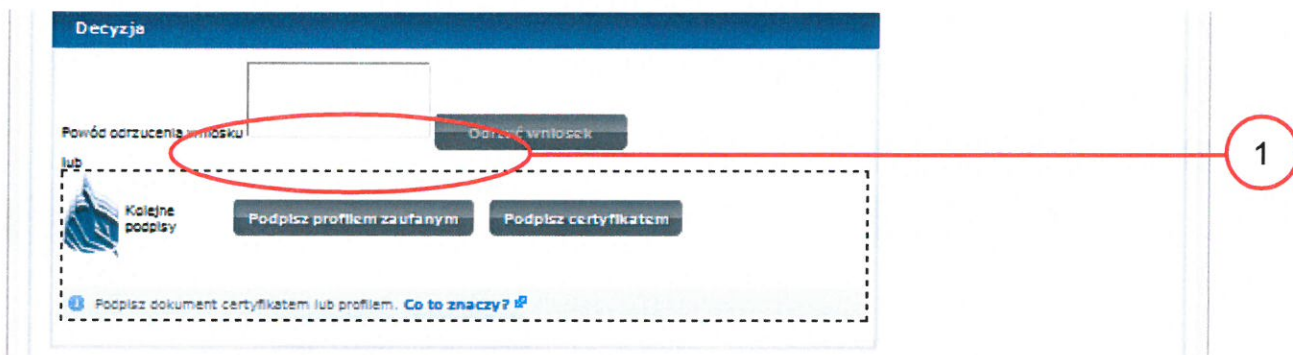 Decyzja
Powód odrzucenia wniosku
Odrzuć wniosek
lub
1
Kolejne
podpisy
Podpisz profilem zaufanym
Podpisz certyfikatem
Podpisz dokument certyfikatem lub profilem. Co to znaczy?